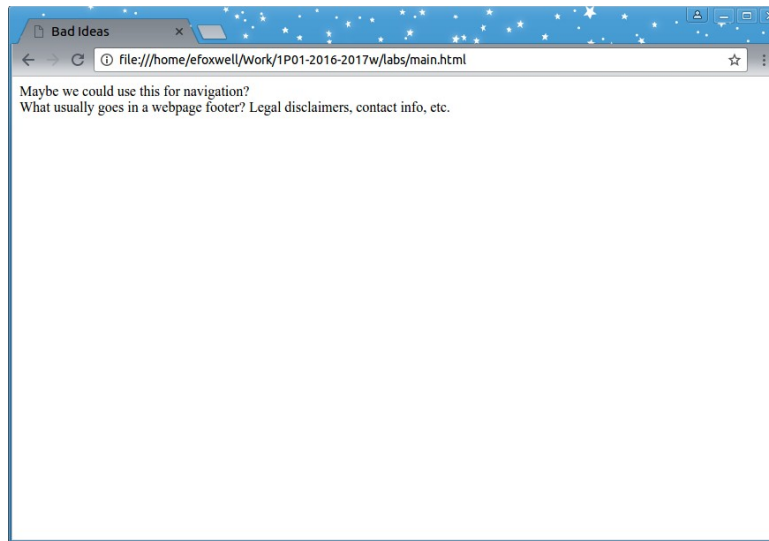 Bad Ideas
file:///home/efoxwell/Work/1P01-2016-2017w/labs/main.html
Maybe we could use this for navigation?
What usually goes in a webpage footer? Legal disclaimers, contact info, etc.